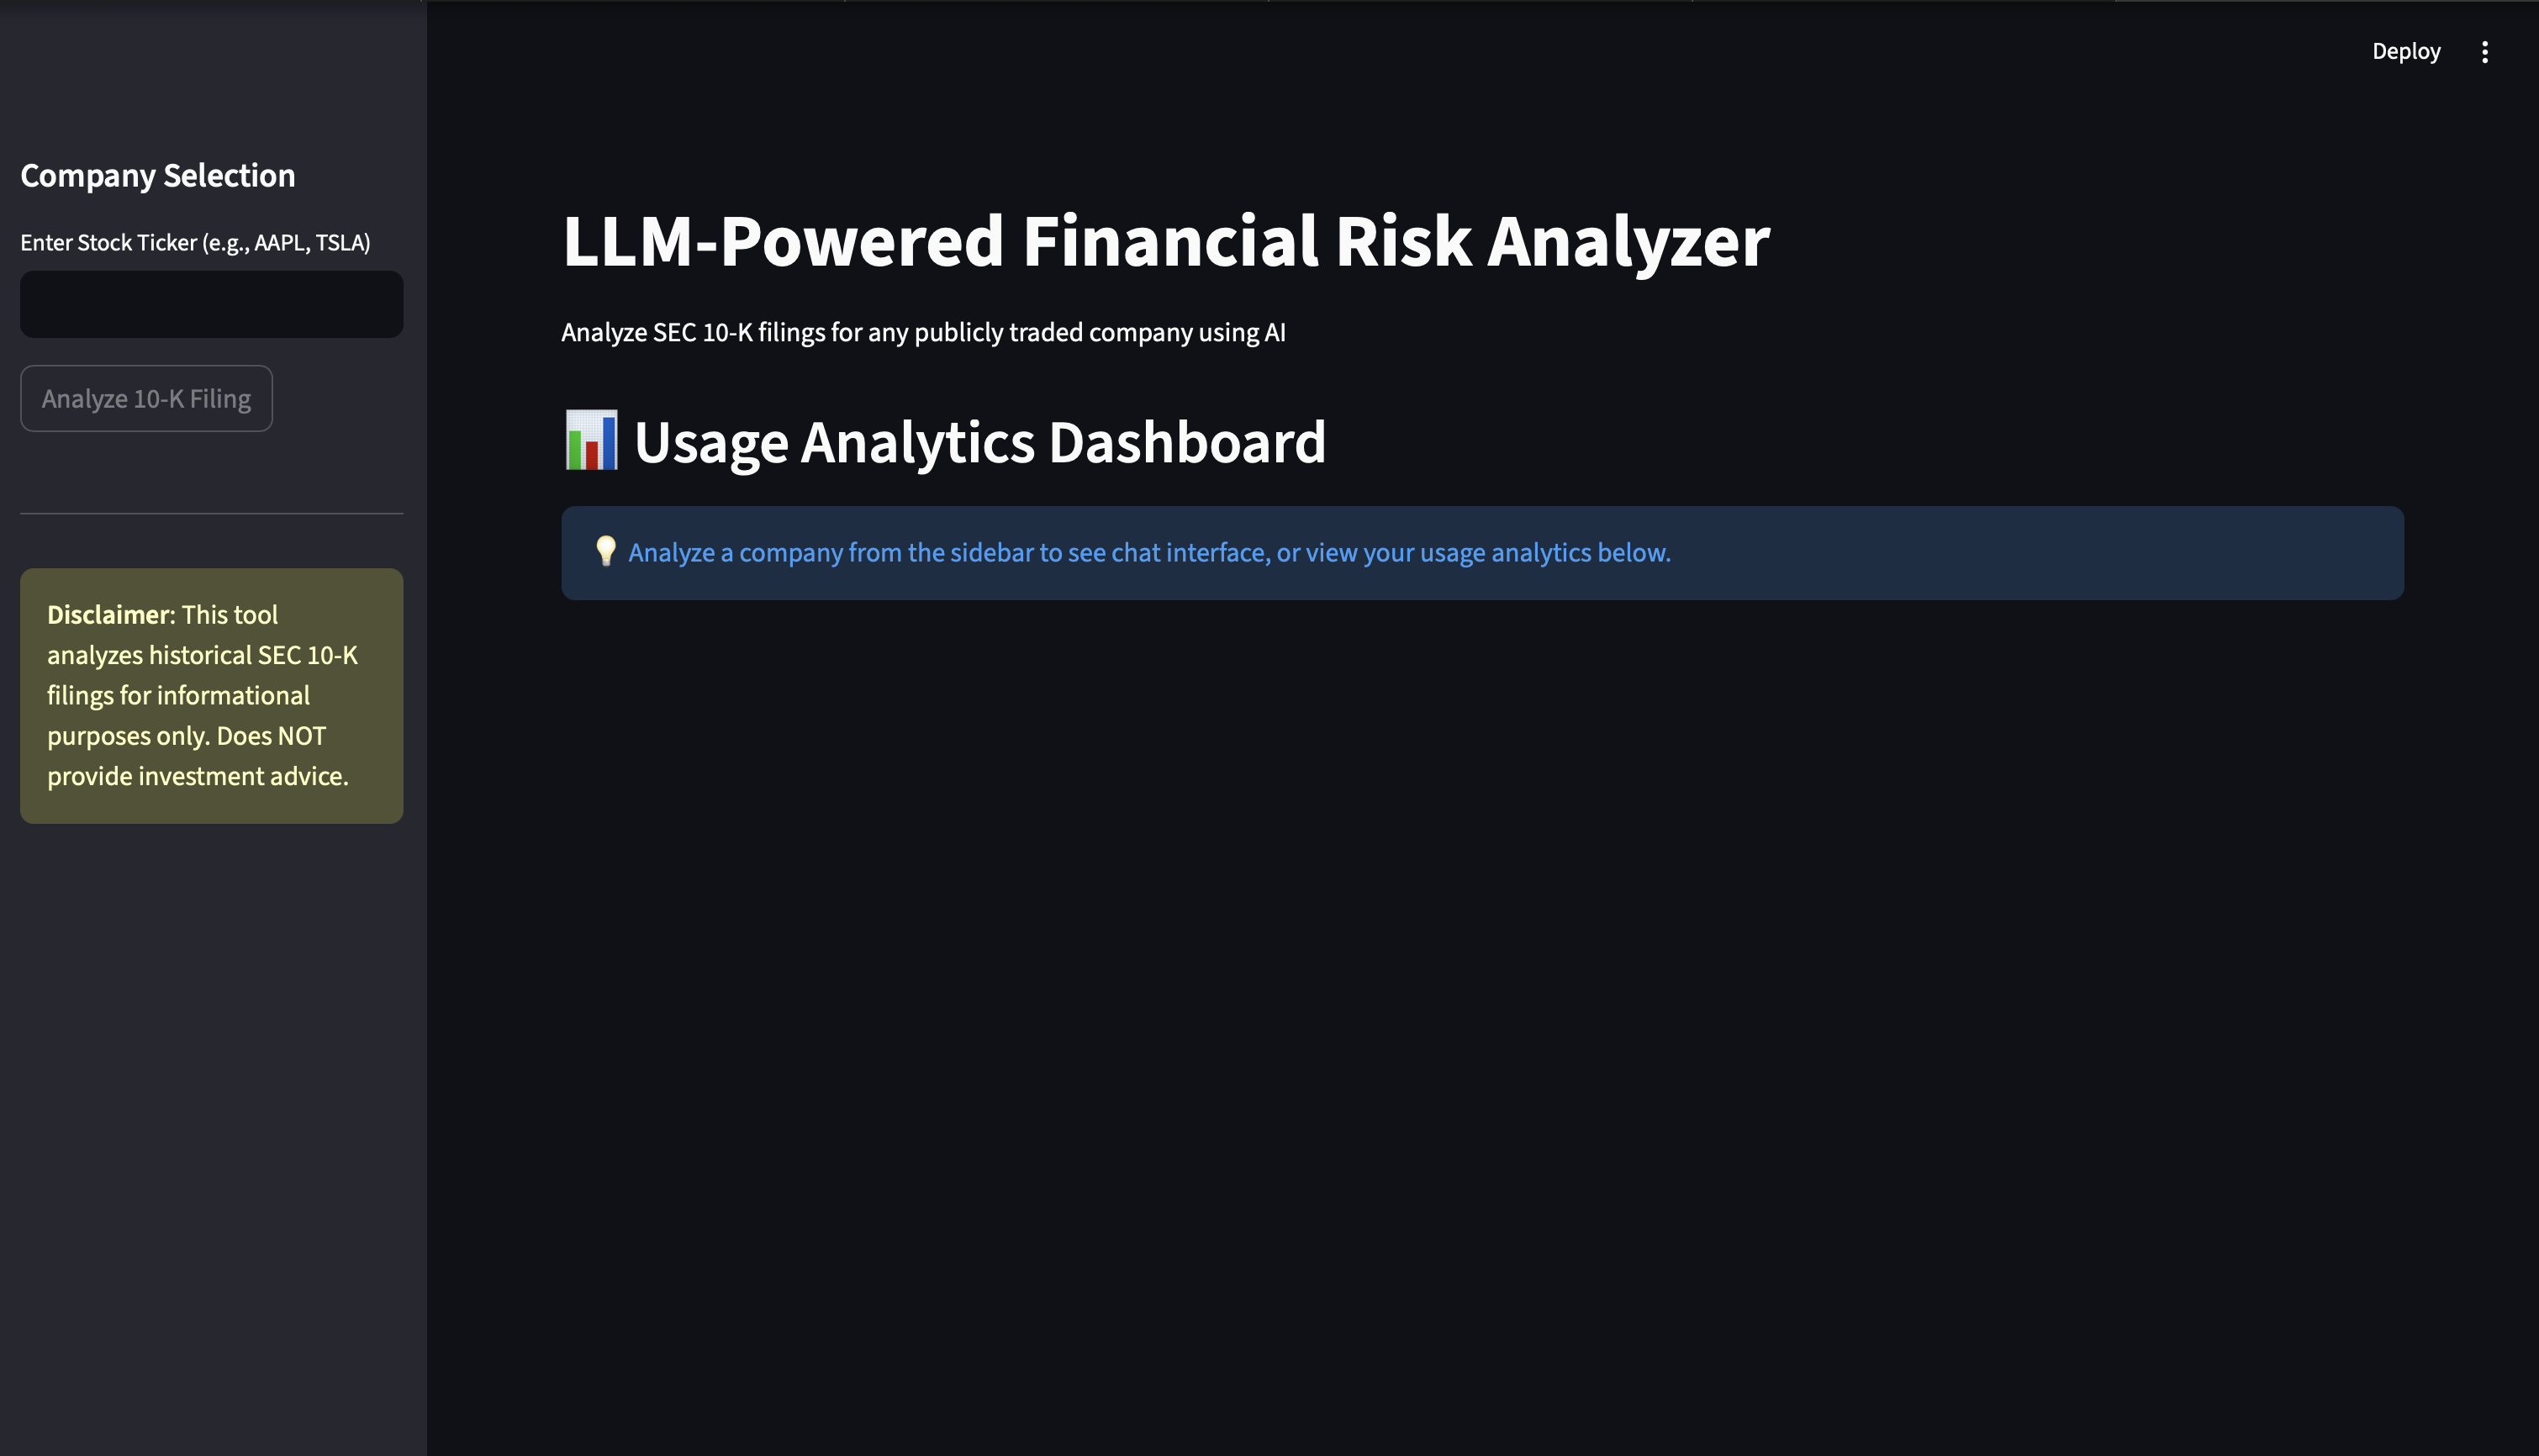 Deploy
Company Selection
Enter Stock Ticker (e.g., AAPL, TSLA)
Analyze 10-K Filing
Disclaimer: This tool
analyzes historical SEC 10-K
filings for informational
purposes only. Does NOT
provide investment advice.
LLM-Powered Financial Risk Analyzer
Analyze SEC 10-K filings for any publicly traded company using AI
📊 Usage Analytics Dashboard
💡 Analyze a company from the sidebar to see chat interface, or view your usage analytics below.